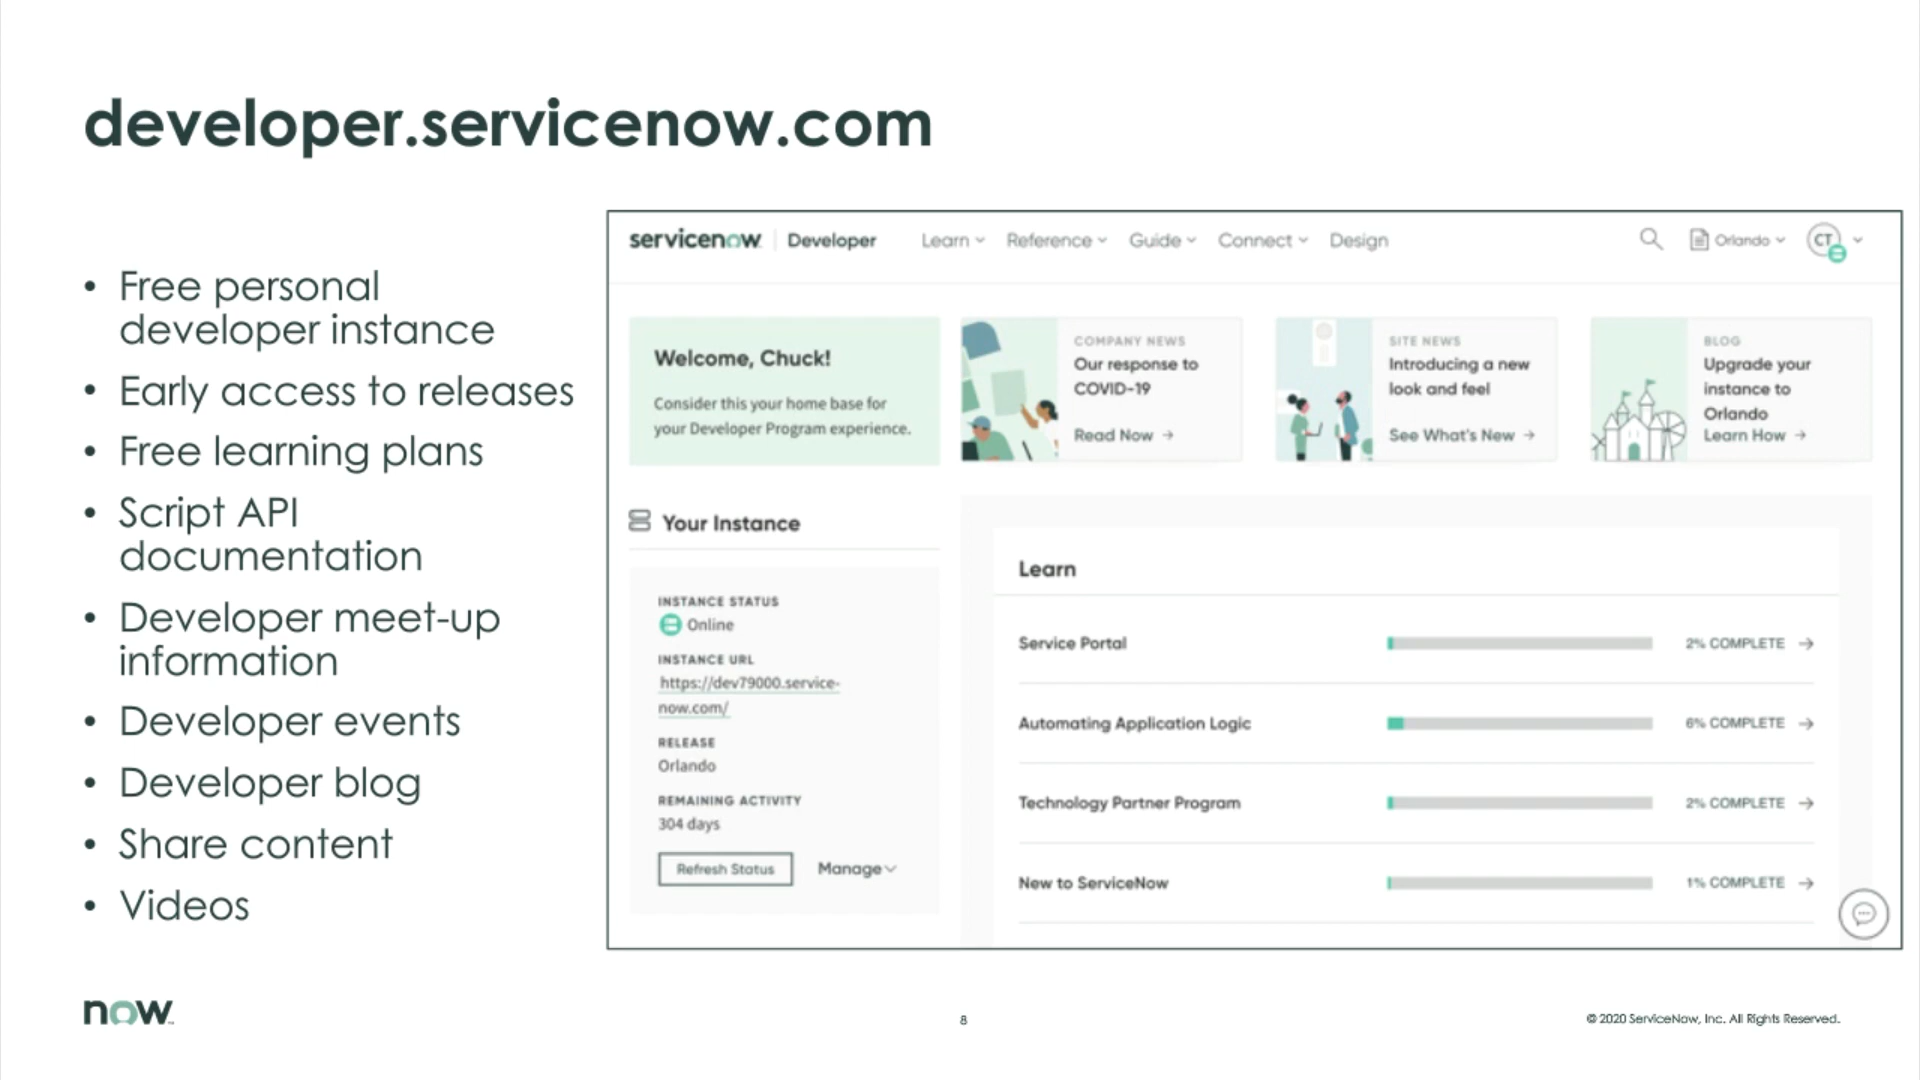 developer.servicenow.com
• Free personal
developer instance
• Early access to releases
• Free learning plans
• Script API
documentation
• Developer meet-up
information
• Developer events
• Developer blog
• Share content
• Videos
servicenow Developer Learn Reference Guide Connect Design Orlando CT
Welcome, Chuck!
Consider this your home base for
your Developer Program experience.
COMPANY NEWS
Our response to
COVID-19
Read Now →
SITE NEWS
Introducing a new
look and feel
See What's New →
BLOG
Upgrade your
instance to
Orlando
Learn How →
Your Instance
INSTANCE STATUS
Online
INSTANCE URL
https://dev79000.service-
now.com/
RELEASE
Orlando
REMAINING ACTIVITY
304 days
Refresh Status Manage
Learn
Service Portal 2% COMPLETE →
Automating Application Logic 6% COMPLETE →
Technology Partner Program 2% COMPLETE →
New to ServiceNow 1% COMPLETE →
now™
8
© 2020 ServiceNow, Inc. All Rights Reserved.